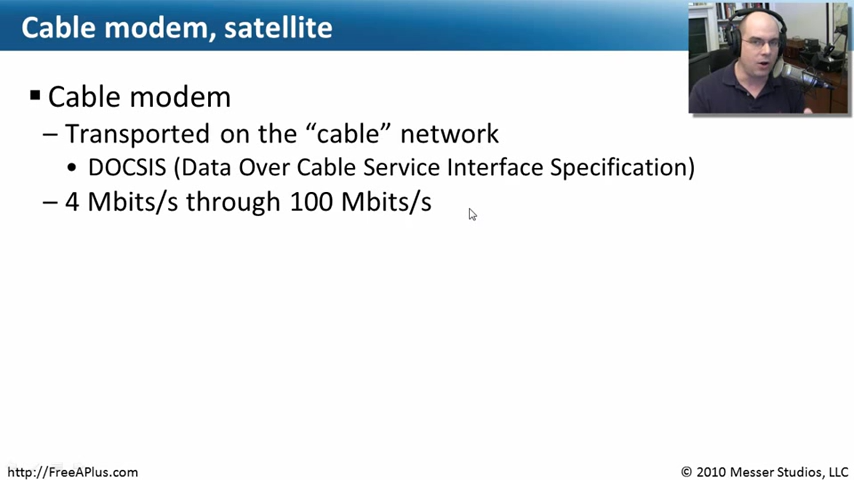 Cable modem, satellite
▪ Cable modem
– Transported on the “cable” network
• DOCSIS (Data Over Cable Service Interface Specification)
– 4 Mbits/s through 100 Mbits/s
http://FreeAPlus.com
© 2010 Messer Studios, LLC